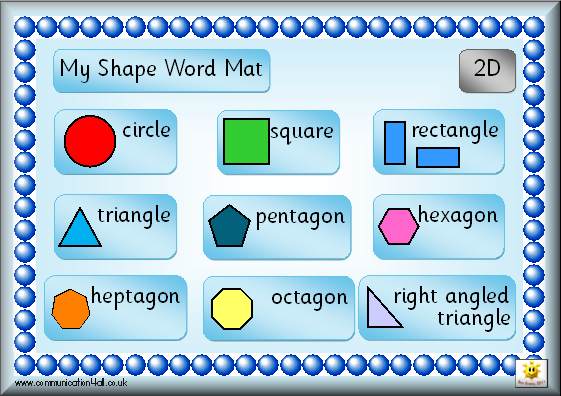 My Shape Word Mat
2D
circle
square
rectangle
triangle
pentagon
hexagon
heptagon
octagon
right angled
triangle
www.communication4all.co.uk